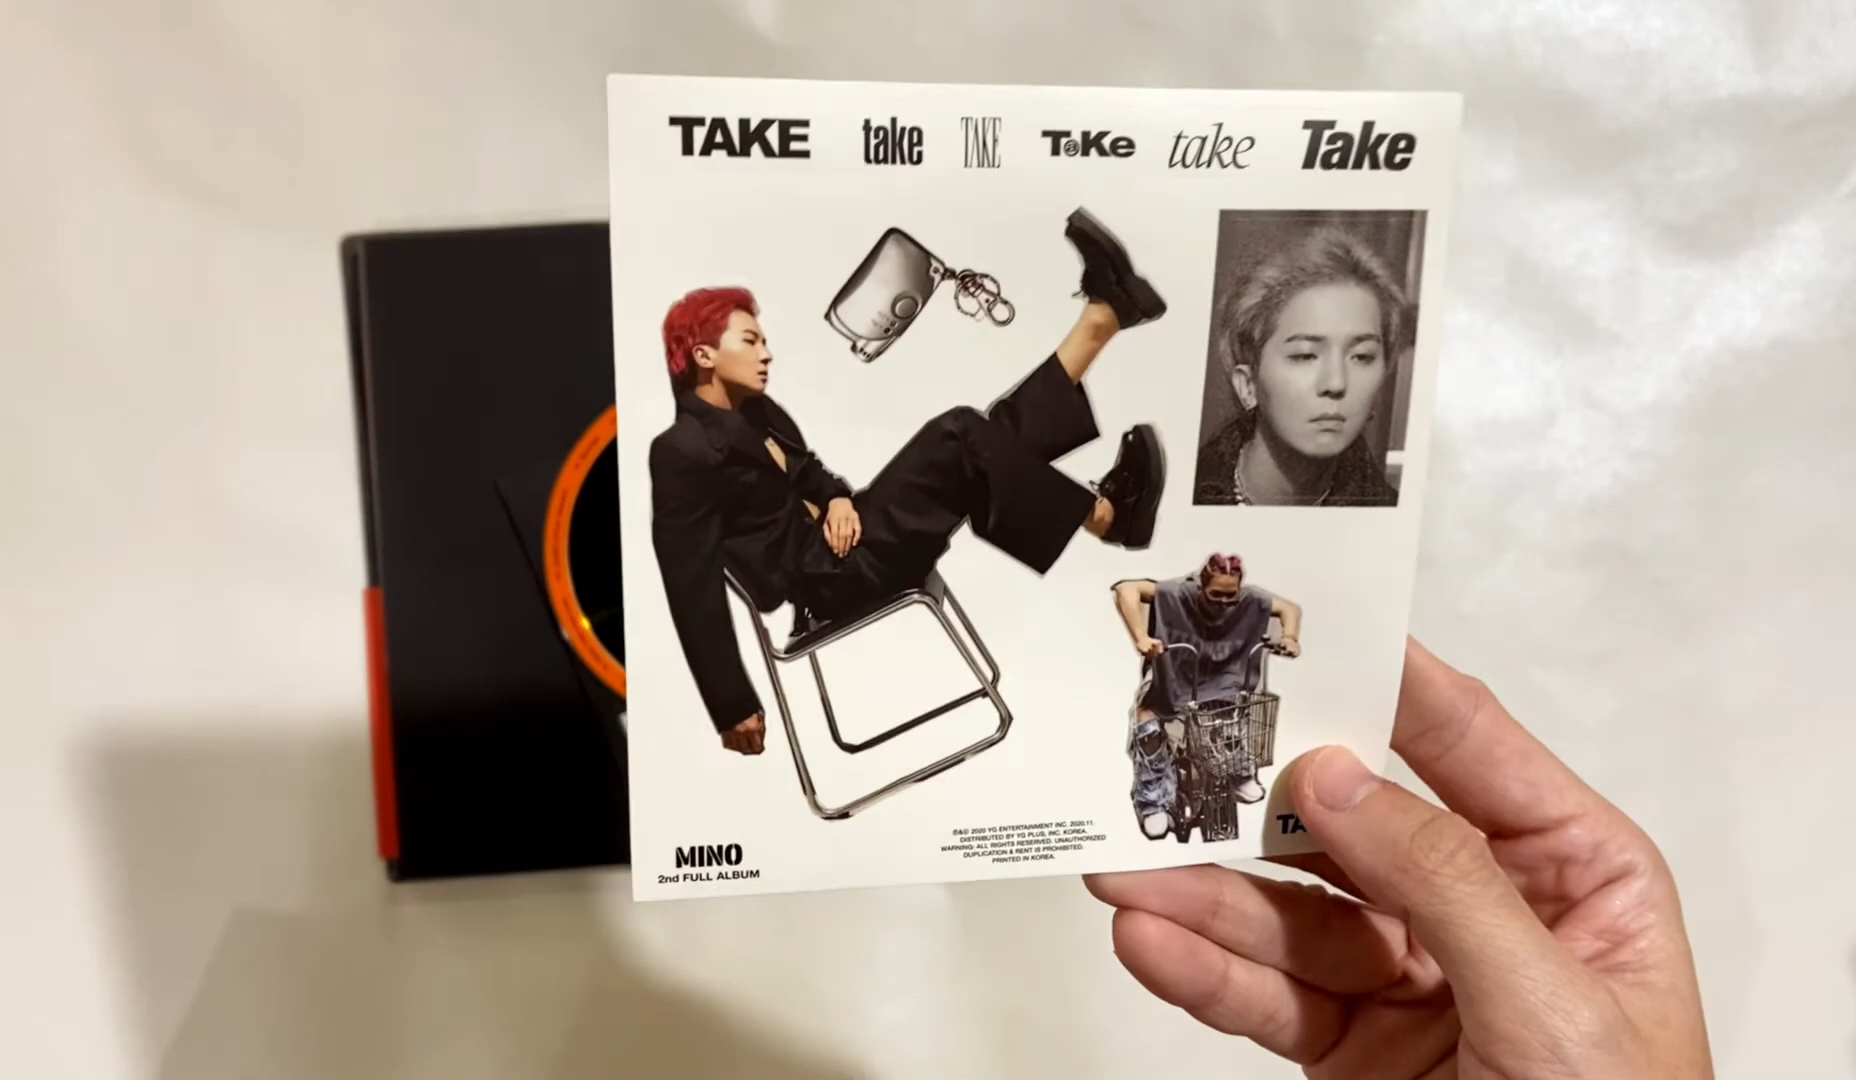 TAKE take TAKE TaKe take Take
℗&© 2020 YG ENTERTAINMENT INC. 2020.11.
DISTRIBUTED BY YG PLUS, INC. KOREA.
WARNING: ALL RIGHTS RESERVED. UNAUTHORIZED
DUPLICATION & RENT IS PROHIBITED.
PRINTED IN KOREA.
MINO
2nd FULL ALBUM